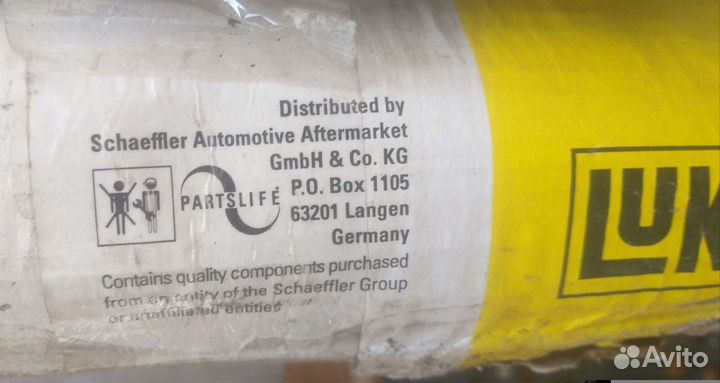 Distributed by
Schaeffler Automotive Aftermarket
GmbH & Co. KG
P.O. Box 1105
63201 Langen
Germany
PARTSLIFE
Contains quality components purchased
from an entity of the Schaeffler Group
or unaffiliated entities
LUK
Avito